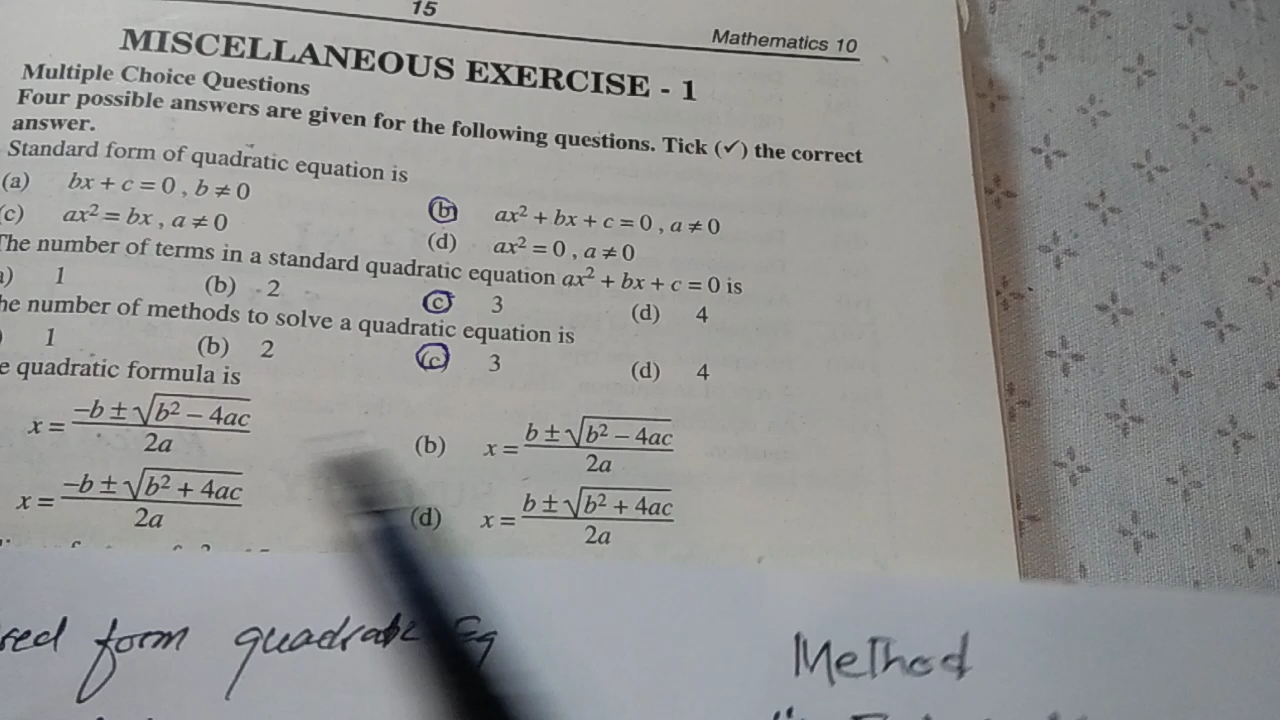 15
Mathematics 10
MISCELLANEOUS EXERCISE - 1
Multiple Choice Questions
Four possible answers are given for the following questions. Tick (✓) the correct
answer.
Standard form of quadratic equation is
(a) bx + c = 0 , b ≠ 0
(b) ax² + bx + c = 0 , a ≠ 0
(c) ax² = bx , a ≠ 0
(d) ax² = 0 , a ≠ 0
The number of terms in a standard quadratic equation ax² + bx + c = 0 is
1 (b) 2 (c) 3 (d) 4
number of methods to solve a quadratic equation is
1 (b) 2 (c) 3 (d) 4
quadratic formula is
x = (-b ± √(b² – 4ac)) / 2a
(b) x = (b ± √(b² – 4ac)) / 2a
x = (-b ± √(b² + 4ac)) / 2a
(d) x = (b ± √(b² + 4ac)) / 2a
form quadratic Eq
Method